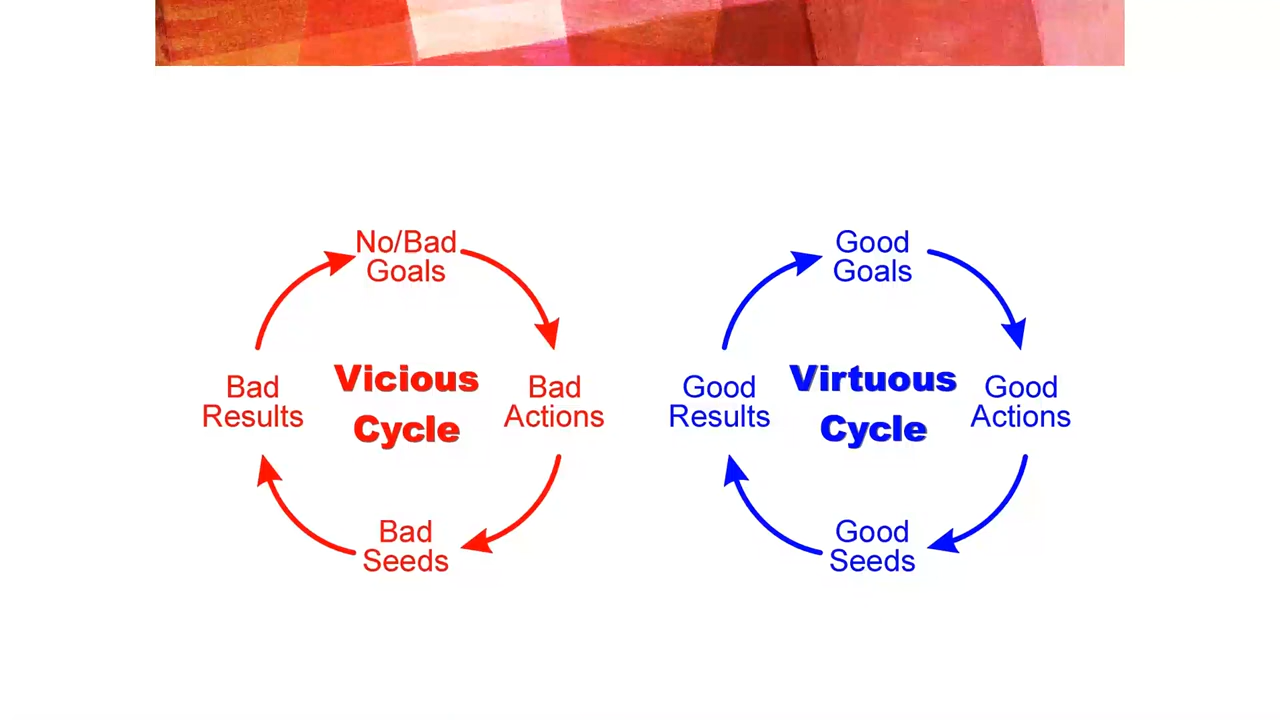 No/Bad
Goals
Bad
Actions
Bad
Seeds
Bad
Results
Vicious
Cycle
Good
Goals
Good
Actions
Good
Seeds
Good
Results
Virtuous
Cycle